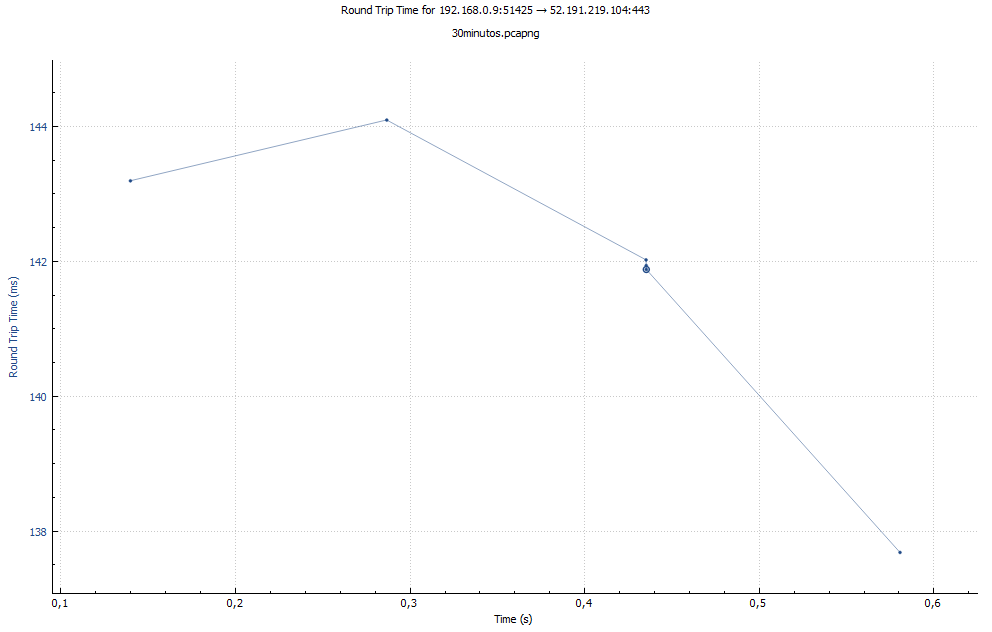 Round Trip Time for 192.168.0.9:51425 → 52.191.219.104:443
30minutos.pcapng
144
142
140
138
Round Trip Time (ms)
0,1 0,2 0,3 0,4 0,5 0,6
Time (s)